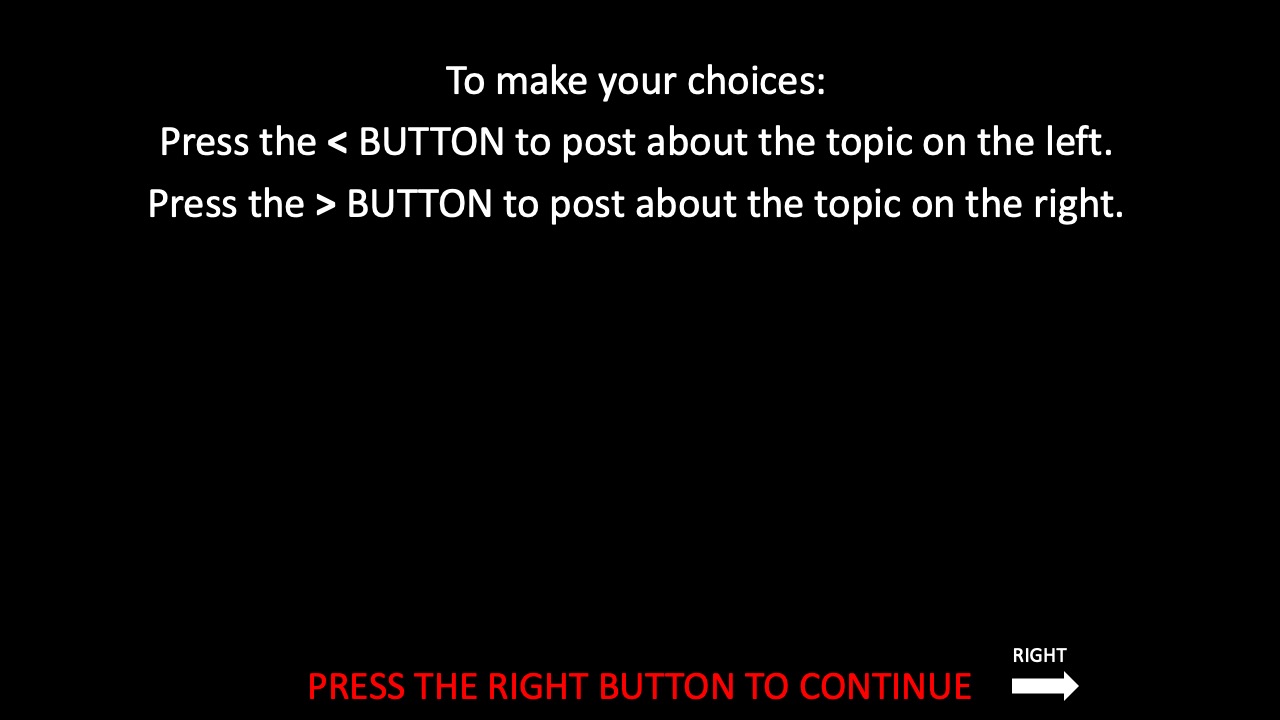 To make your choices:
Press the < BUTTON to post about the topic on the left.
Press the > BUTTON to post about the topic on the right.
RIGHT
PRESS THE RIGHT BUTTON TO CONTINUE